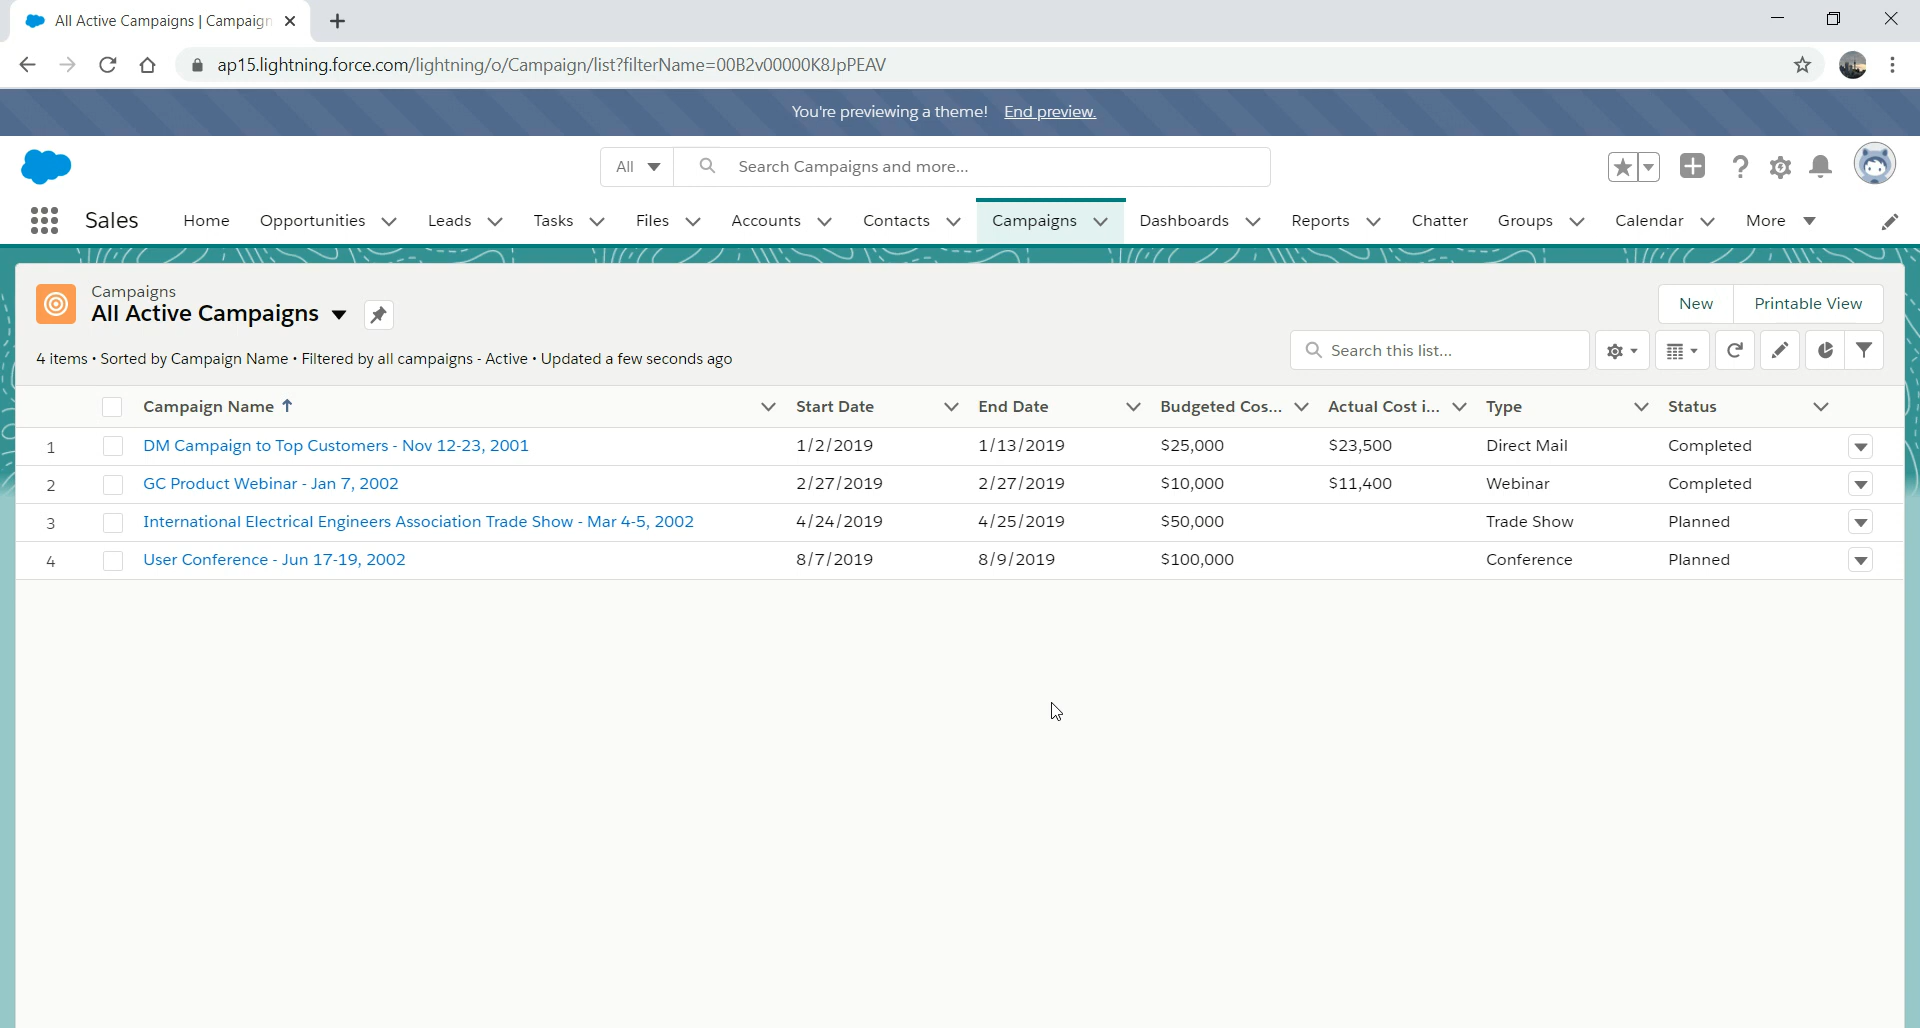 All Active Campaigns | Campaign
ap15.lightning.force.com/lightning/o/Campaign/list?filterName=00B2v00000K8JpPEAV
You're previewing a theme! End preview.
All Search Campaigns and more...
Sales Home Opportunities Leads Tasks Files Accounts Contacts Campaigns Dashboards Reports Chatter Groups Calendar More
Campaigns
All Active Campaigns
New Printable View
4 items • Sorted by Campaign Name • Filtered by all campaigns - Active • Updated a few seconds ago
Search this list...
Campaign Name Start Date End Date Budgeted Cos... Actual Cost i... Type Status
1 DM Campaign to Top Customers - Nov 12-23, 2001 1/2/2019 1/13/2019 $25,000 $23,500 Direct Mail Completed
2 GC Product Webinar - Jan 7, 2002 2/27/2019 2/27/2019 $10,000 $11,400 Webinar Completed
3 International Electrical Engineers Association Trade Show - Mar 4-5, 2002 4/24/2019 4/25/2019 $50,000 Trade Show Planned
4 User Conference - Jun 17-19, 2002 8/7/2019 8/9/2019 $100,000 Conference Planned